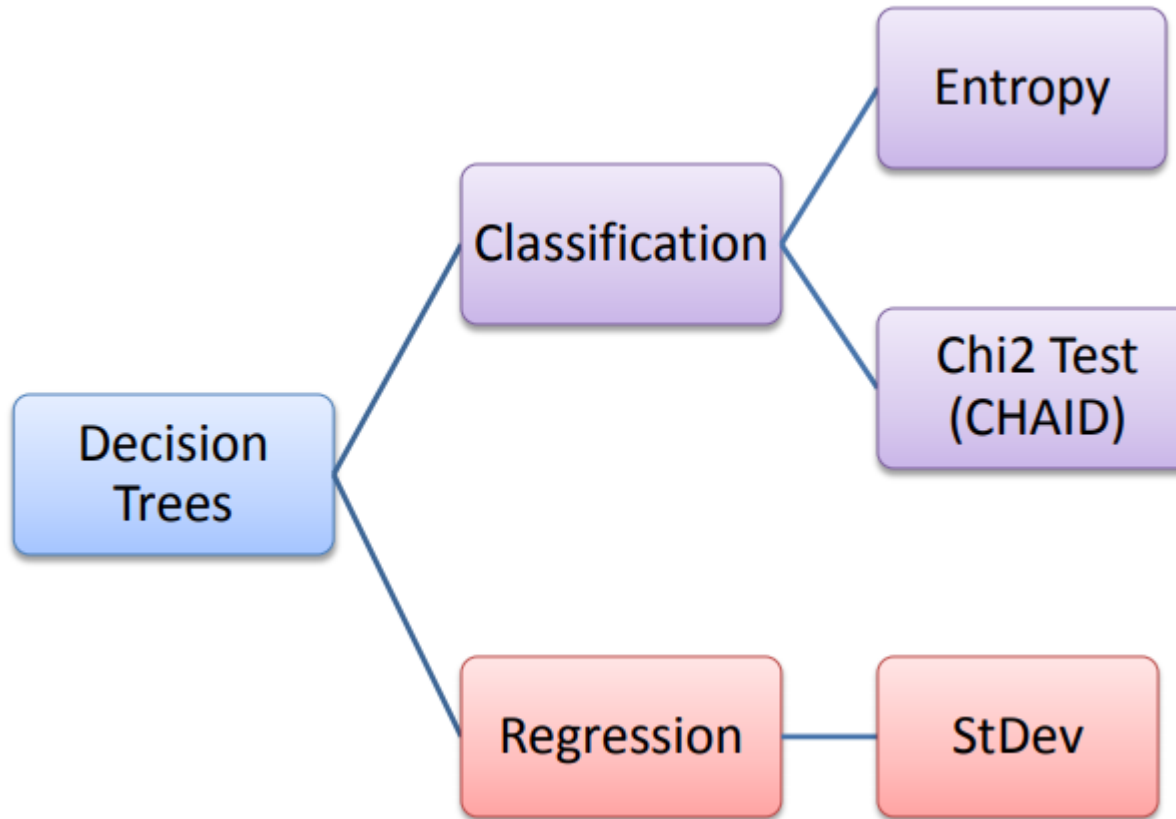 Entropy
Classification
Chi2 Test
(CHAID)
Decision
Trees
Regression
StDev